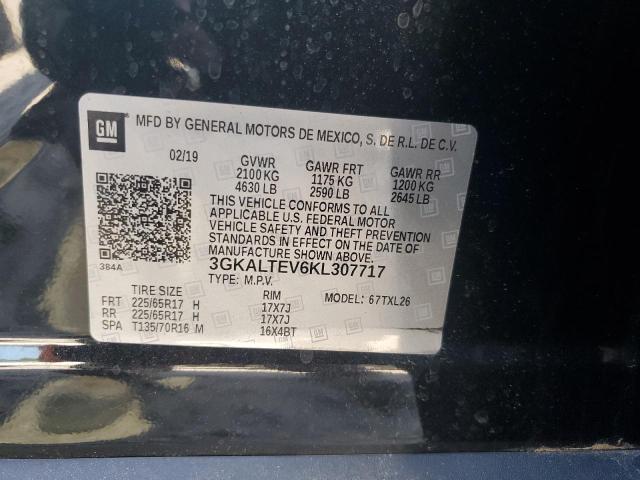 GM
MFD BY GENERAL MOTORS DE MEXICO, S. DE R.L. DE C.V.
02/19 GVWR GAWR FRT GAWR RR
2100 KG 1175 KG 1200 KG
4630 LB 2590 LB 2645 LB
THIS VEHICLE CONFORMS TO ALL
APPLICABLE U.S. FEDERAL MOTOR
VEHICLE SAFETY AND THEFT PREVENTION
STANDARDS IN EFFECT ON THE DATE OF
MANUFACTURE SHOWN ABOVE.
384A
3GKALTEV6KL307717
TYPE: M.P.V.
TIRE SIZE RIM MODEL: 67TXL26
FRT 225/65R17 H 17X7J
RR 225/65R17 H 17X7J
SPA T135/70R16 M 16X4BT